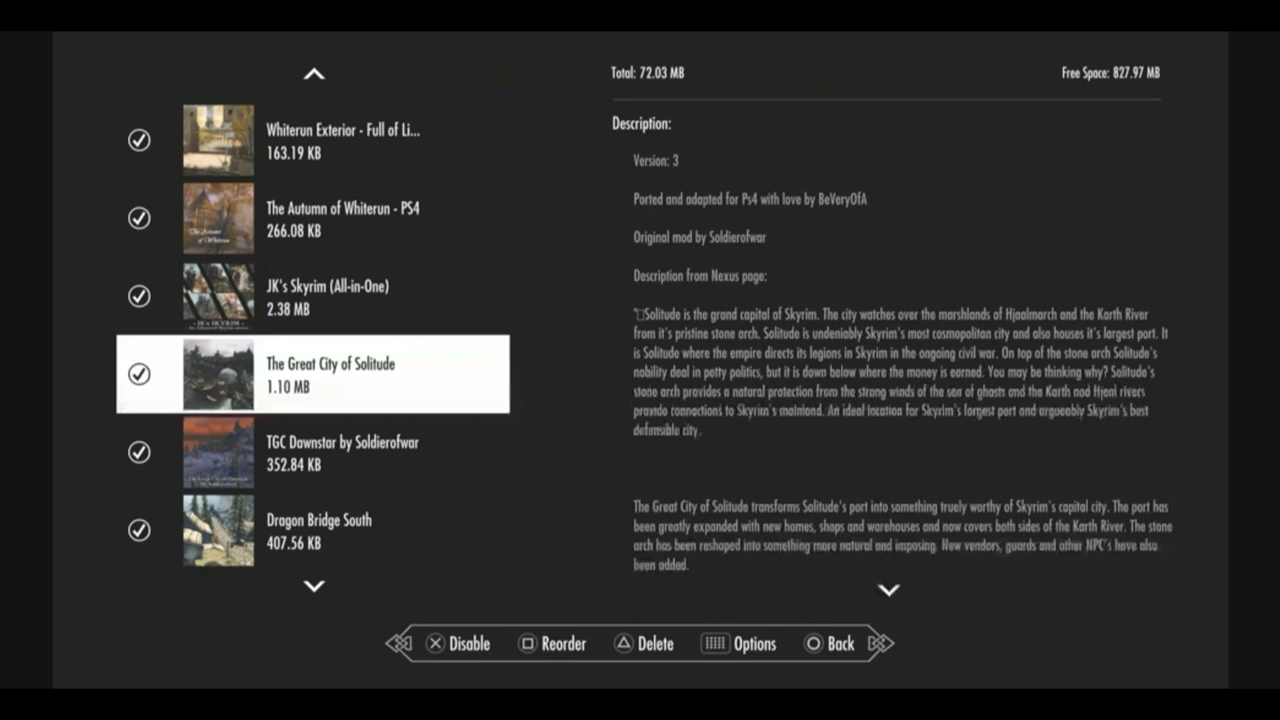 Total: 72.03 MB
Free Space: 827.97 MB
Whiterun Exterior - Full of Li...
163.19 KB
The Autumn of Whiterun - PS4
266.08 KB
JK's Skyrim (All-in-One)
2.38 MB
The Great City of Solitude
1.10 MB
TGC Dawnstar by Soldierofwar
352.84 KB
Dragon Bridge South
407.56 KB
Description:
Version: 3
Ported and adapted for Ps4 with love by BeVeryOfA
Original mod by Soldierofwar
Description from Nexus page:
"□Solitude is the grand capital of Skyrim. The city watches over the marshlands of Hjaalmarch and the Karth River
from it's pristine stone arch. Solitude is undeniably Skyrim's most cosmopolitan city and also houses it's largest port. It
is Solitude where the empire directs its legions in Skyrim in the ongoing civil war. On top of the stone arch Solitude's
nobility deal in petty politics, but it is down below where the money is earned. You may be thinking why? Solitude's
stone arch provides a natural protection from the strong winds of the sea of ghosts and the Karth and Hjaal rivers
provide connections to Skyrim's mainland. An ideal location for Skyrim's largest port and argueably Skyrim's best
defensible city.
The Great City of Solitude transforms Solitude's port into something truely worthy of Skyrim's capital city. The port has
been greatly expanded with new homes, shops and warehouses and now covers both sides of the Karth River. The stone
arch has been reshaped into something more natural and imposing. New vendors, guards and other NPC's have also
been added.
Disable
Reorder
Delete
Options
Back